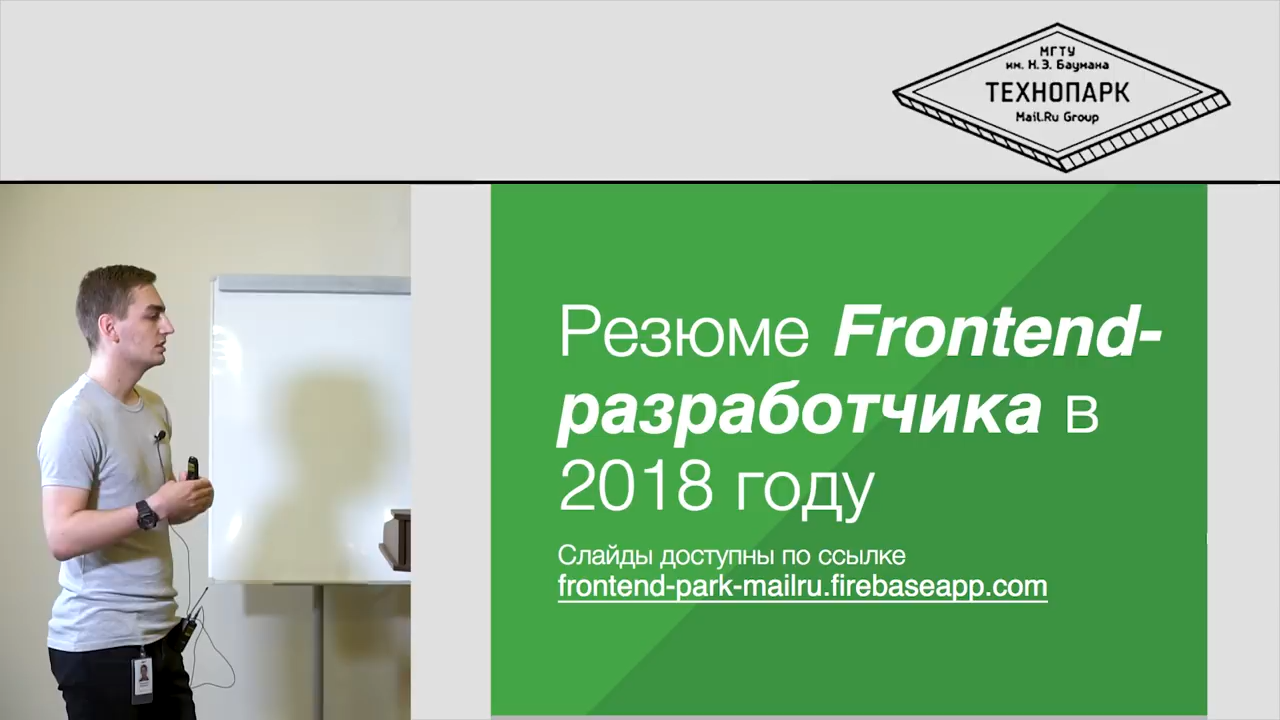 МГТУ
им. Н.Э. Баумана
ТЕХНОПАРК
Mail.Ru Group
Резюме Frontend-
разработчика в
2018 году
Слайды доступны по ссылке
frontend-park-mailru.firebaseapp.com